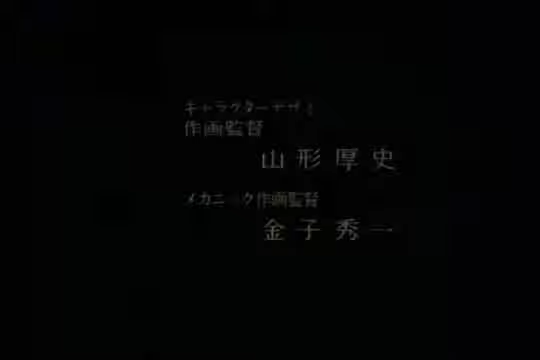 キャラクターデザイン
作画監督
山形厚史
メカニック作画監督
金子秀一